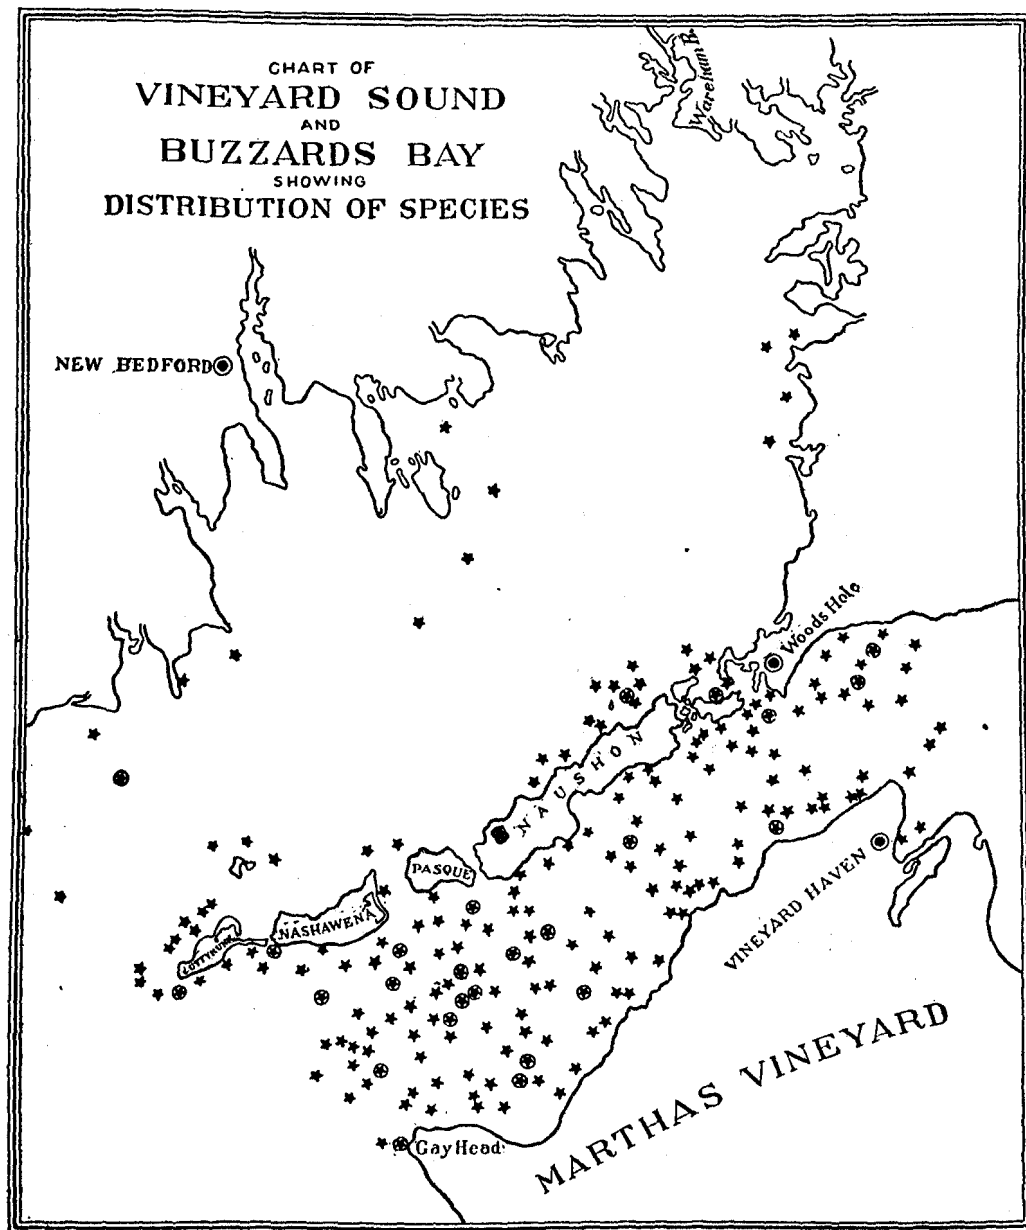 CHART OF
VINEYARD SOUND
AND
BUZZARDS BAY
SHOWING
DISTRIBUTION OF SPECIES
Wareham R.
NEW BEDFORD
Woods Hole
NAUSHON
PASQUE
NASHAWENA
CUTTYHUNK
VINEYARD HAVEN
MARTHAS VINEYARD
Gay Head